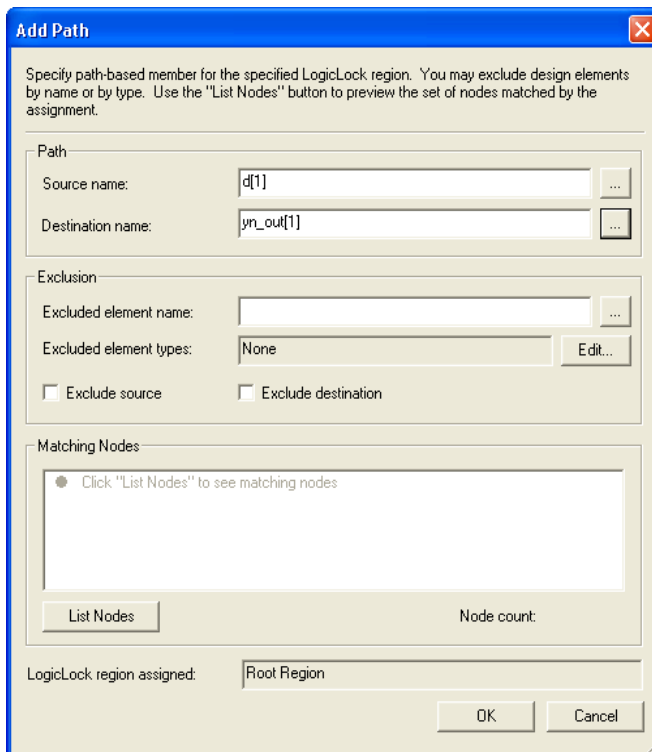 Add Path
Specify path-based member for the specified LogicLock region. You may exclude design elements
by name or by type. Use the "List Nodes" button to preview the set of nodes matched by the
assignment.
Path
Source name: d[1] ...
Destination name: yn_out[1] ...
Exclusion
Excluded element name: ...
Excluded element types: None Edit...
Exclude source Exclude destination
Matching Nodes
Click "List Nodes" to see matching nodes
List Nodes Node count:
LogicLock region assigned: Root Region
OK Cancel